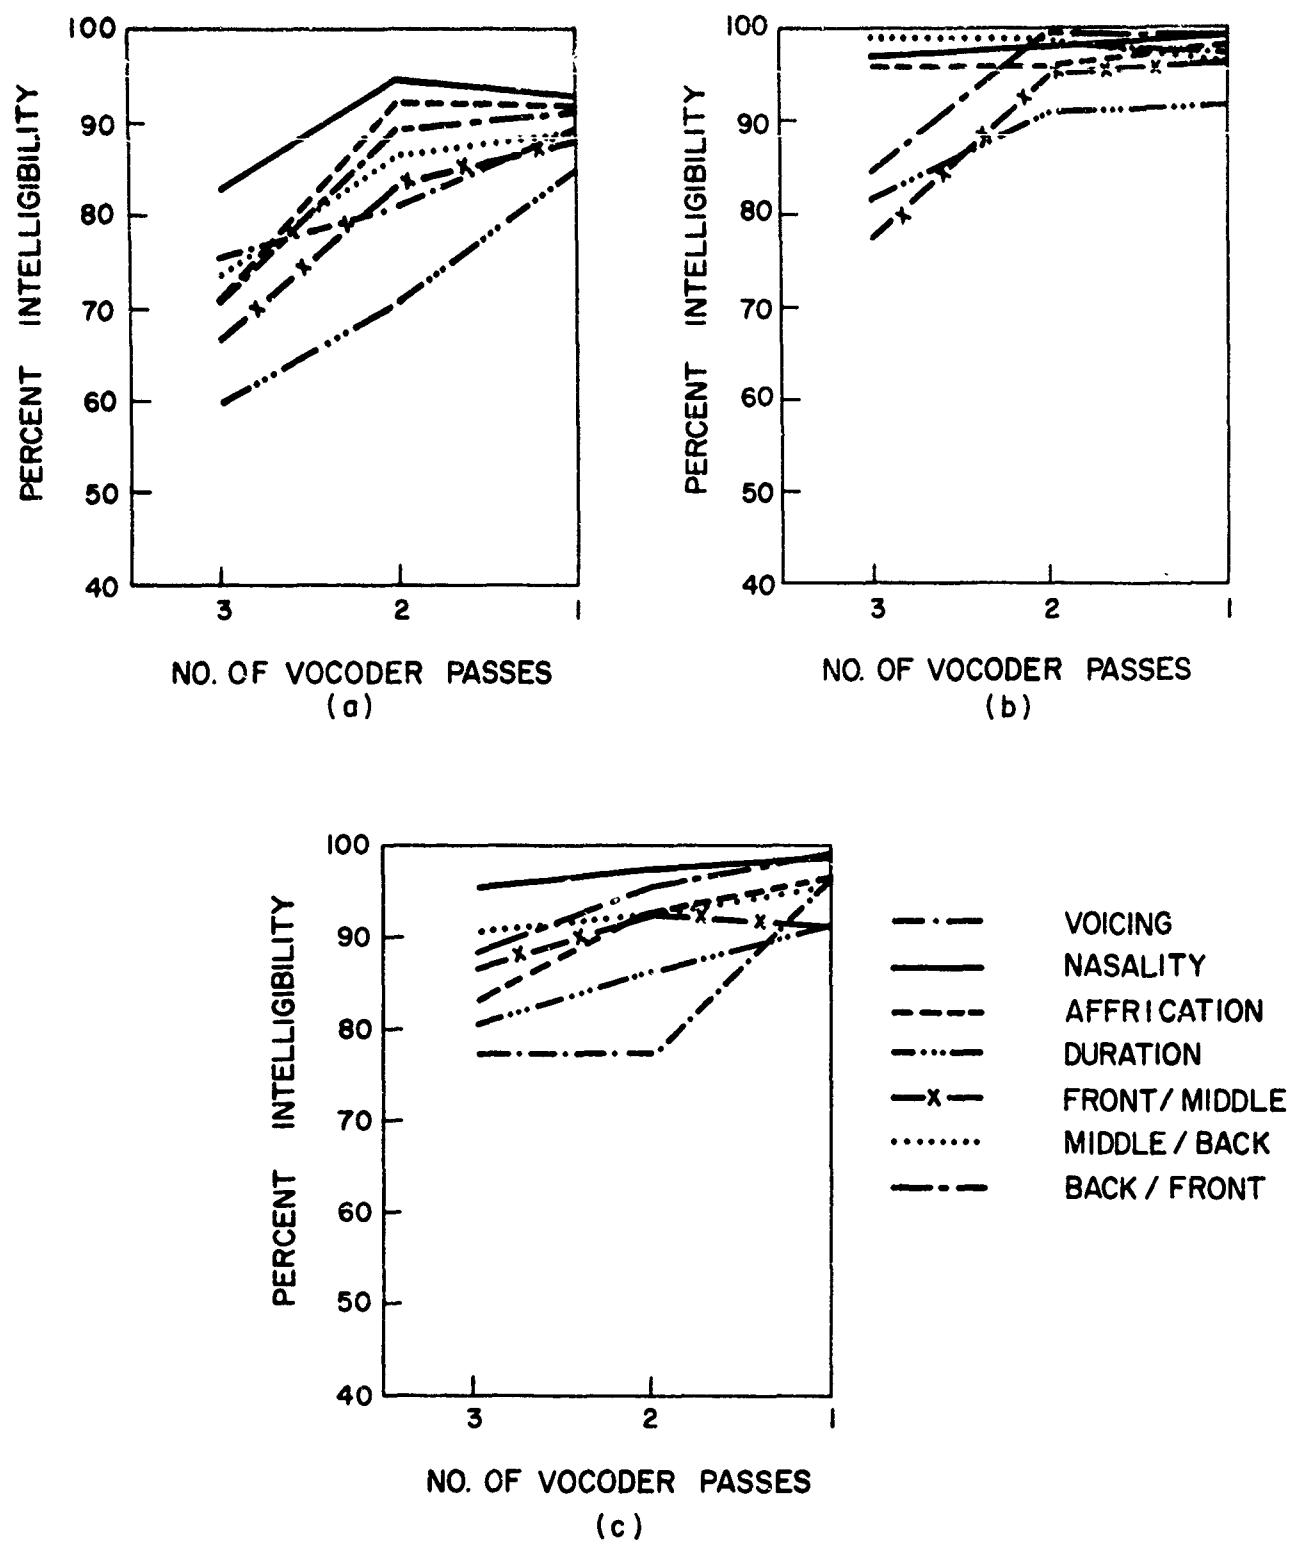 PERCENT INTELLIGIBILITY
100
90
80
70
60
50
40
3 2 1
NO. OF VOCODER PASSES
(a)
PERCENT INTELLIGIBILITY
100
90
80
70
60
50
40
3 2 1
NO. OF VOCODER PASSES
(b)
PERCENT INTELLIGIBILITY
100
90
80
70
60
50
40
3 2 1
NO. OF VOCODER PASSES
(c)
VOICING
NASALITY
AFFRICATION
DURATION
X FRONT/MIDDLE
MIDDLE/BACK
BACK/FRONT